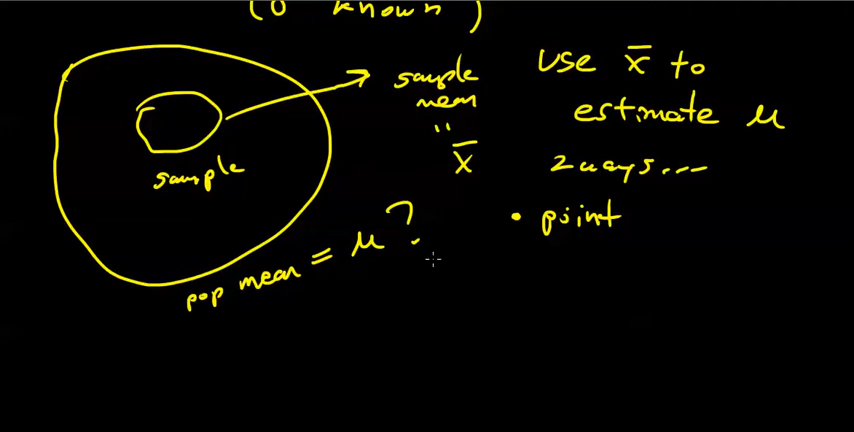 (σ known)
sample
mean
"
x̄
sample
pop mean = μ ?
use x̄ to
estimate μ
2 ways...
• point